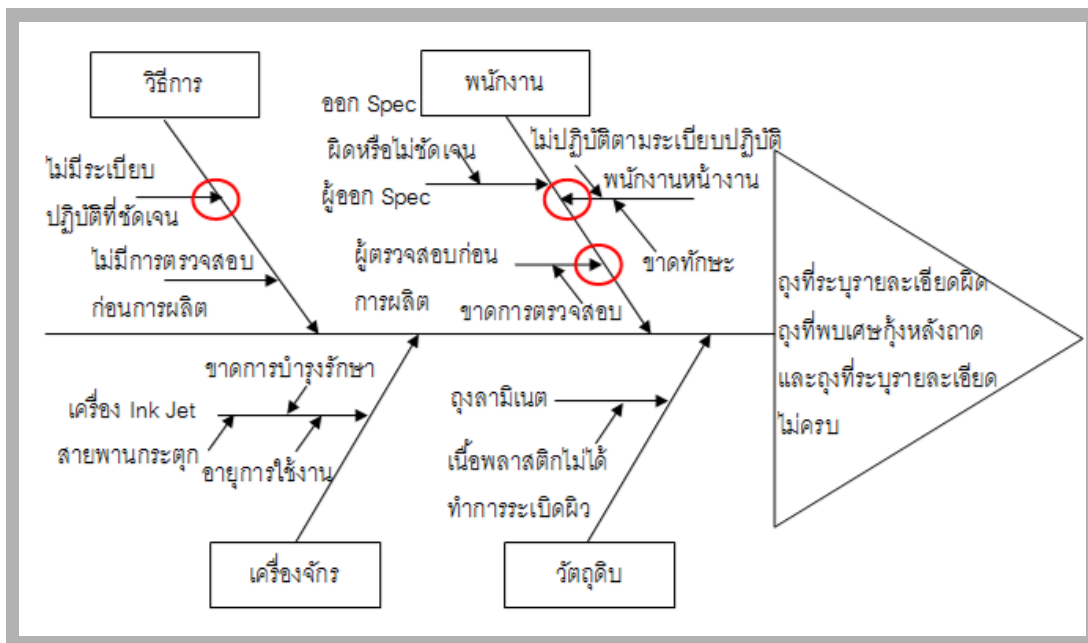 วิธีการ
พนักงาน
ออก Spec
ผิดหรือไม่ชัดเจน
ผู้ออก Spec
ไม่ปฏิบัติตามระเบียบปฏิบัติ
พนักงานหน้างาน
ขาดทักษะ
ไม่มีระเบียบ
ปฏิบัติที่ชัดเจน
ไม่มีการตรวจสอบ
ก่อนการผลิต
ผู้ตรวจสอบก่อน
การผลิต
ขาดการตรวจสอบ
ถุงที่ระบุรายละเอียดผิด
ถุงที่พบเศษกุ้งหลังถาด
และถุงที่ระบุรายละเอียด
ไม่ครบ
ขาดการบำรุงรักษา
เครื่อง Ink Jet
สายพานกระตุก
อายุการใช้งาน
ถุงลามิเนต
เนื้อพลาสติกไม่ได้
ทำการระเบิดผิว
เครื่องจักร
วัตถุดิบ